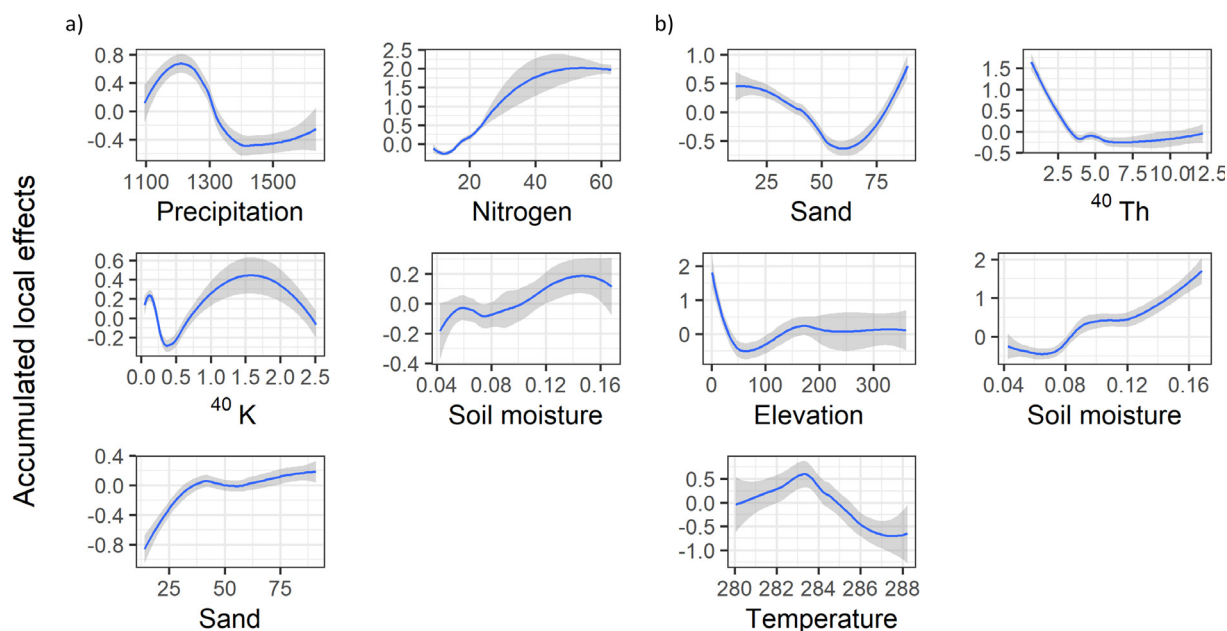 a)
b)
Accumulated local effects
0.8
0.4
0.0
-0.4
1100 1300 1500
Precipitation
2.5
2.0
1.5
1.0
0.5
0.0
20 40 60
Nitrogen
1.0
0.5
0.0
-0.5
25 50 75
Sand
1.5
1.0
0.5
0.0
-0.5
2.5 5.0 7.5 10.0 12.5
40 Th
0.6
0.4
0.2
0.0
-0.2
-0.4
0.0 0.5 1.0 1.5 2.0 2.5
40 K
0.2
0.0
-0.2
-0.4
0.04 0.08 0.12 0.16
Soil moisture
2
1
0
0 100 200 300
Elevation
2
1
0
0.04 0.08 0.12 0.16
Soil moisture
0.4
0.0
-0.4
-0.8
25 50 75
Sand
0.5
0.0
-0.5
-1.0
280 282 284 286 288
Temperature